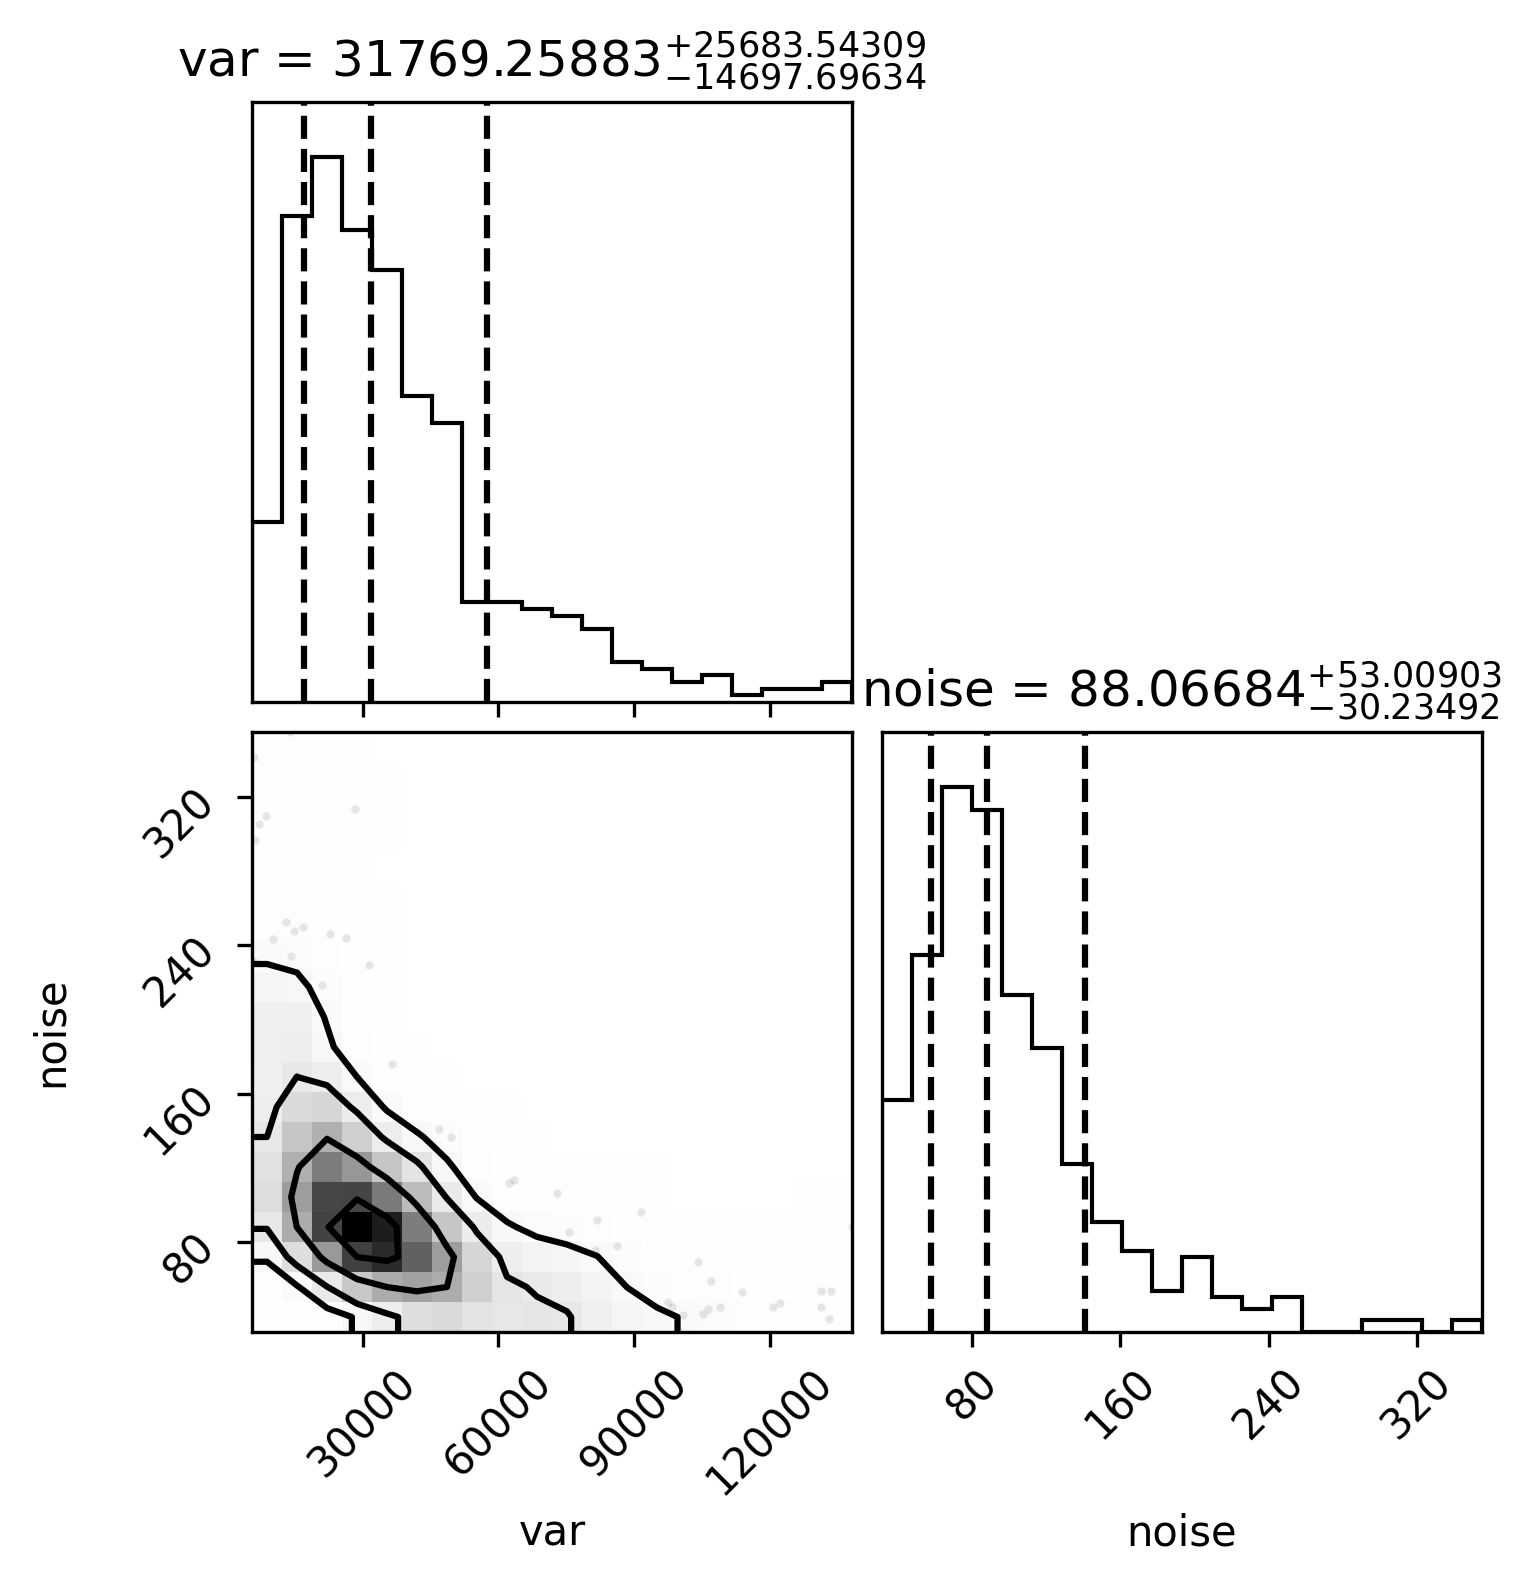 var = 31769.25883+25683.54309−14697.69634
noise = 88.06684+53.00903−30.23492
320
240
160
80
noise
30000 60000 90000 120000
80 160 240 320
var
noise